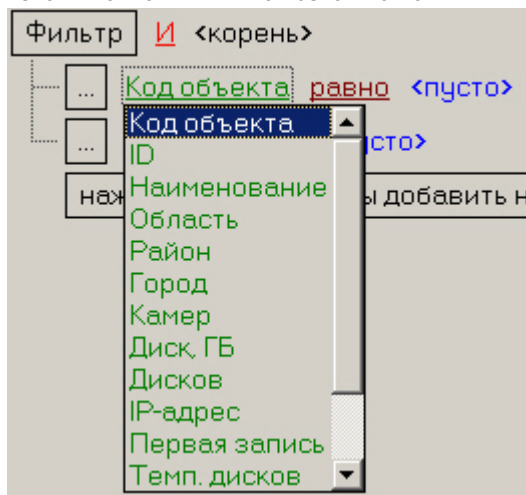 Фильтр И <корень>
... Код объекта равно <пусто>
Код объекта
... сто>
ID
наж ы добавить н
Наименование
Область
Район
Город
Камер
Диск, ГБ
Дисков
IP-адрес
Первая запись
Темп. дисков